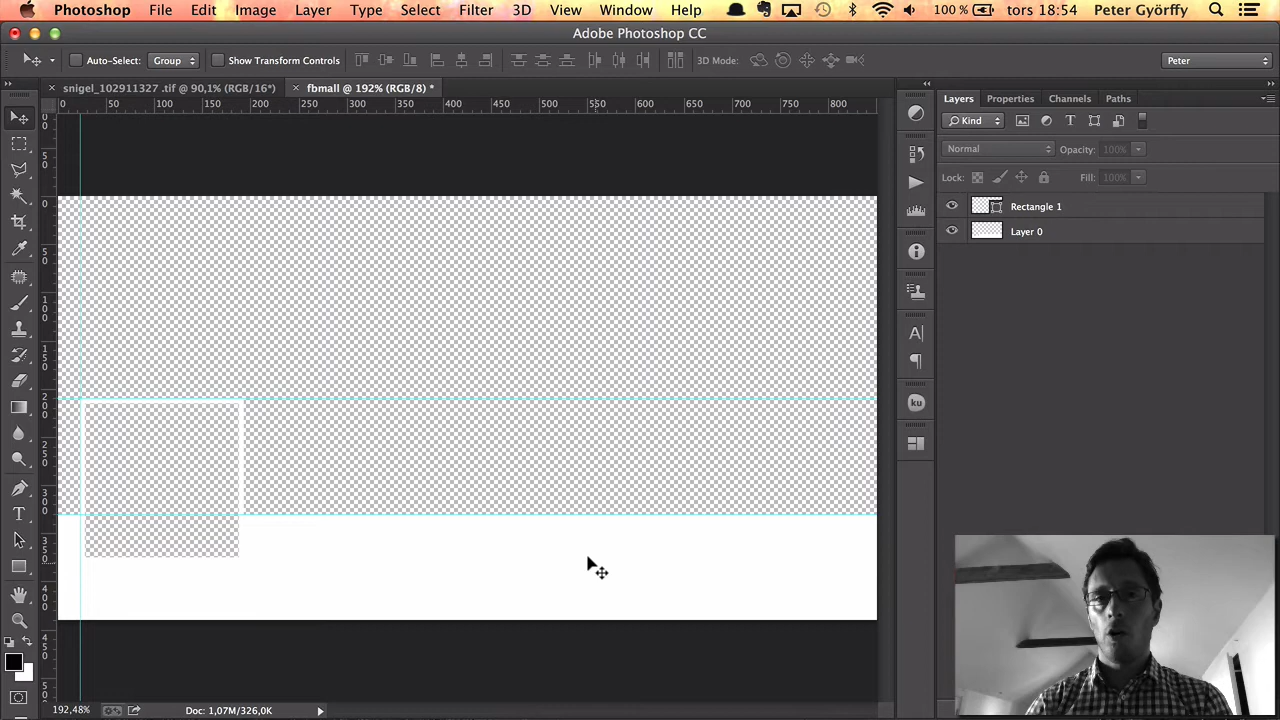 Photoshop File Edit Image Layer Type Select Filter 3D View Window Help 100 % tors 18:54 Peter Györffy
Adobe Photoshop CC
Auto-Select: Group Show Transform Controls 3D Mode: Peter
× snigel_102911327 .tif @ 90,1% (RGB/16*) × fbmall @ 192% (RGB/8) *
0 50 100 150 200 250 300 350 400 450 500 550 600 650 700 750 800
Layers Properties Channels Paths
Kind
Normal Opacity: 100%
Lock: Fill: 100%
Rectangle 1
Layer 0
0
50
100
150
200
250
300
350
400
450
ku
192,48% Doc: 1,07M/326,0K